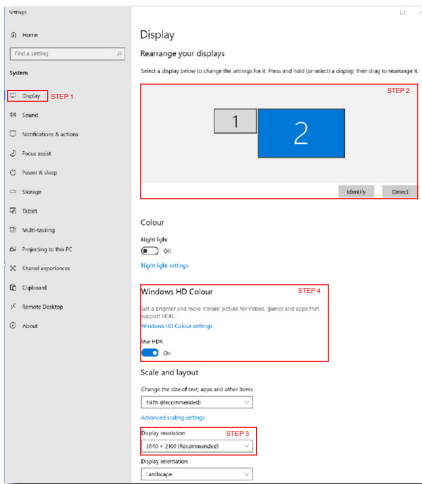 Settings
Home
Find a setting
System
Display STEP 1
Sound
Notifications & actions
Focus assist
Power & sleep
Storage
Tablet
Multi-tasking
Projecting to this PC
Shared experiences
Clipboard
Remote Desktop
About
Display
Rearrange your displays
Select a display below to change the settings for it. Press and hold (or select) a display, then drag to rearrange it.
STEP 2
1
2
Identify
Detect
Colour
Night light
Off
Night light settings
Windows HD Colour STEP 4
Get a brighter and more vibrant picture for videos, games and apps that
support HDR.
Windows HD Colour settings
Use HDR
On
Scale and layout
Change the size of text, apps and other items
150% (Recommended)
Advanced scaling settings
Display resolution STEP 3
3840 × 2160 (Recommended)
Display orientation
Landscape